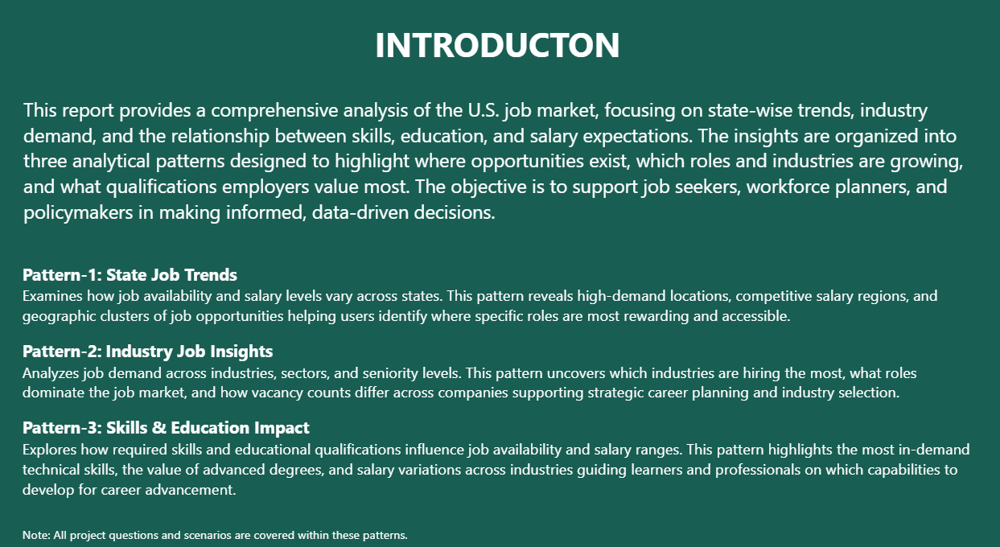 INTRODUCTON
This report provides a comprehensive analysis of the U.S. job market, focusing on state-wise trends, industry
demand, and the relationship between skills, education, and salary expectations. The insights are organized into
three analytical patterns designed to highlight where opportunities exist, which roles and industries are growing,
and what qualifications employers value most. The objective is to support job seekers, workforce planners, and
policymakers in making informed, data-driven decisions.
Pattern-1: State Job Trends
Examines how job availability and salary levels vary across states. This pattern reveals high-demand locations, competitive salary regions, and
geographic clusters of job opportunities helping users identify where specific roles are most rewarding and accessible.
Pattern-2: Industry Job Insights
Analyzes job demand across industries, sectors, and seniority levels. This pattern uncovers which industries are hiring the most, what roles
dominate the job market, and how vacancy counts differ across companies supporting strategic career planning and industry selection.
Pattern-3: Skills & Education Impact
Explores how required skills and educational qualifications influence job availability and salary ranges. This pattern highlights the most in-demand
technical skills, the value of advanced degrees, and salary variations across industries guiding learners and professionals on which capabilities to
develop for career advancement.
Note: All project questions and scenarios are covered within these patterns.